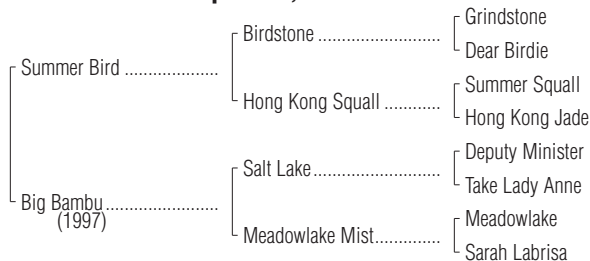 Grindstone
Birdstone ........................
Dear Birdie
Summer Bird ....................
Summer Squall
Hong Kong Squall ............
Hong Kong Jade
Deputy Minister
Salt Lake...........................
Take Lady Anne
Big Bambu........................
(1997)
Meadowlake
Meadowlake Mist..............
Sarah Labrisa